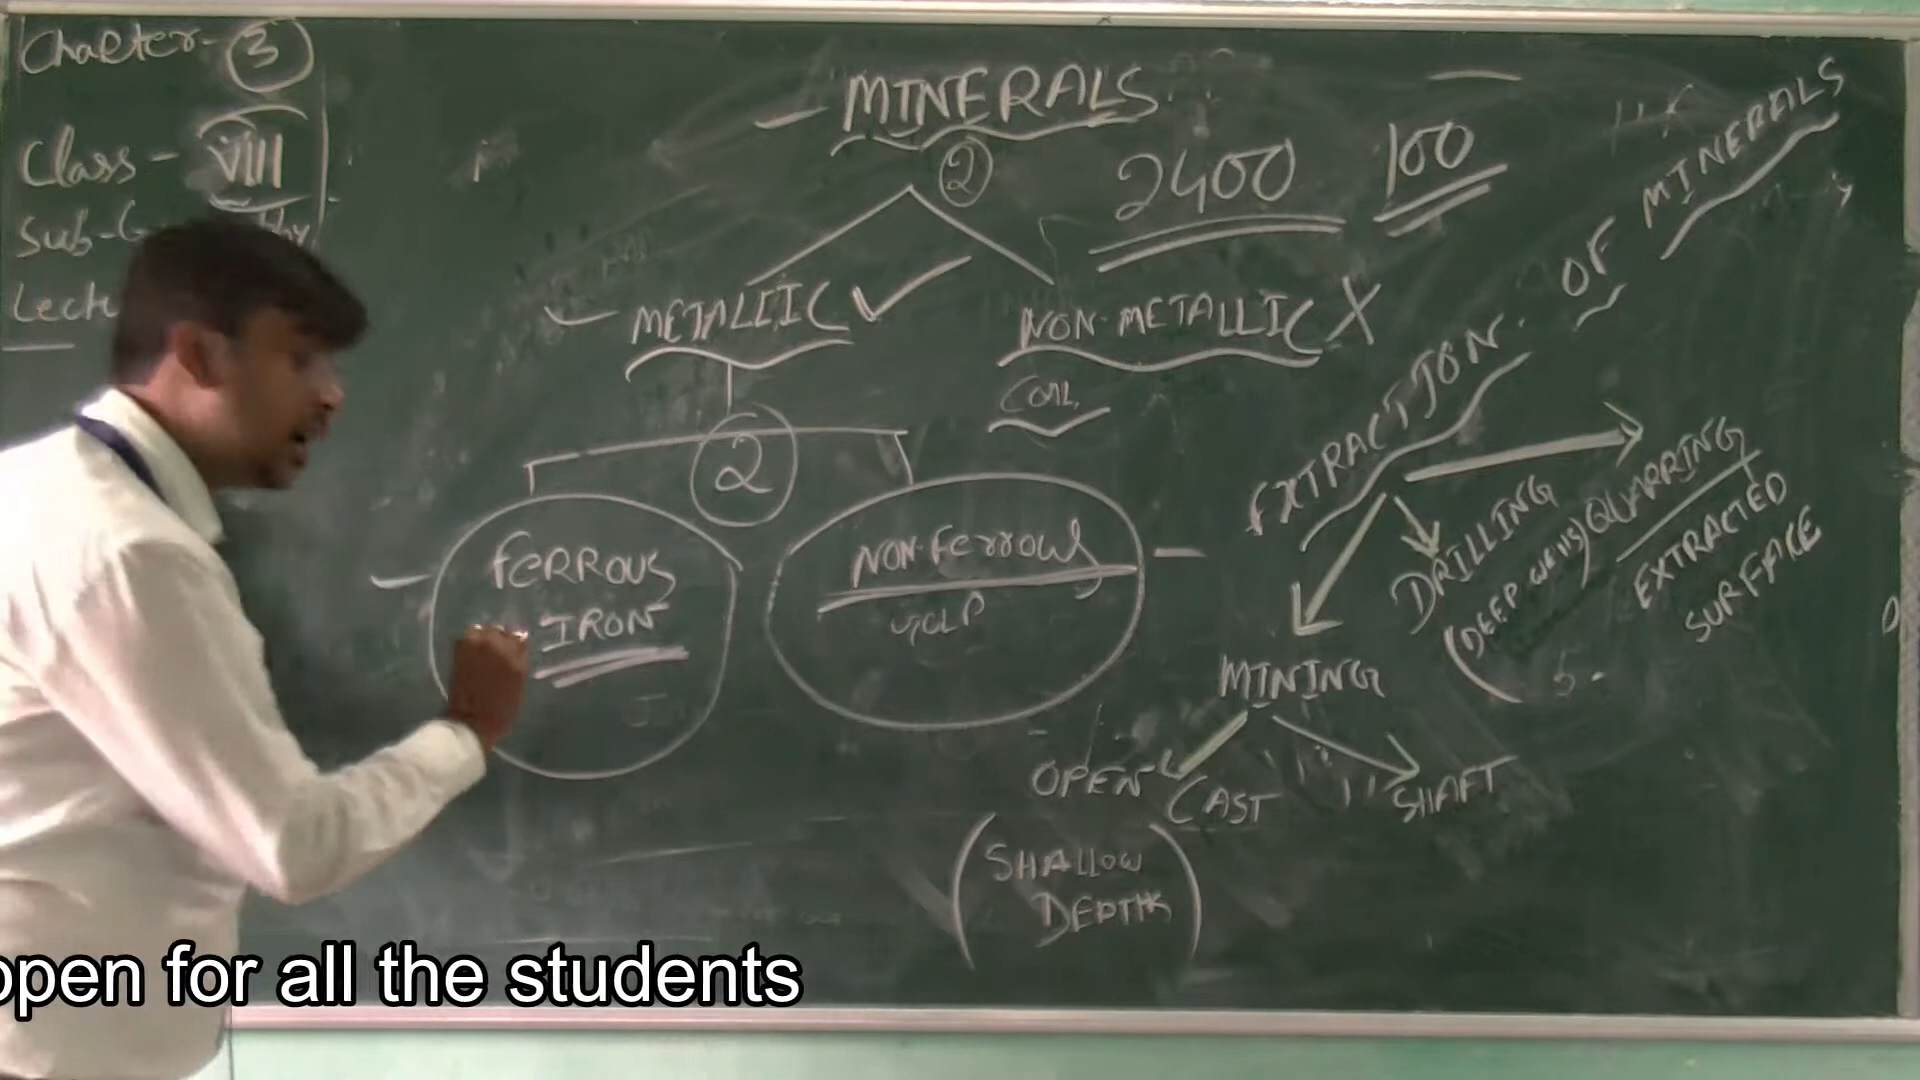 Chapter- 3
Class- VIII
Sub-
MINERALS
2
2400
100
METALLIC
NON-METALLIC
COAL
2
FERROUS
IRON
NON-Ferrous
GOLD
EXTRACTION OF MINERALS
QUARRING
EXTRACTED
SURFACE
DRILLING
(DEEP wells)
MINING
OPEN CAST
SHAFT
(SHALLOW
DEPTH)
open for all the students